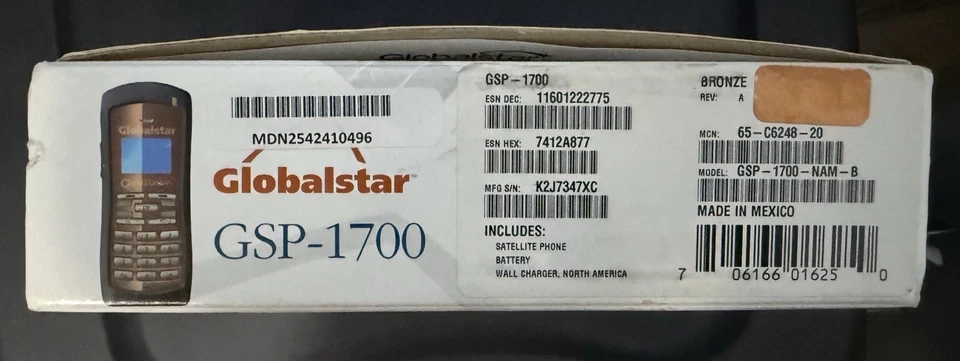 Globalstar
Globalstar
MDN2542410496
Globalstar™
GSP-1700
GSP-1700
ESN DEC: 11601222775
ESN HEX: 7412A877
MFG S/N: K2J7347XC
INCLUDES:
SATELLITE PHONE
BATTERY
WALL CHARGER, NORTH AMERICA
BRONZE
REV: A
MCN: 65-C6248-20
MODEL: GSP-1700-NAM-B
MADE IN MEXICO
7 06166 01625 0